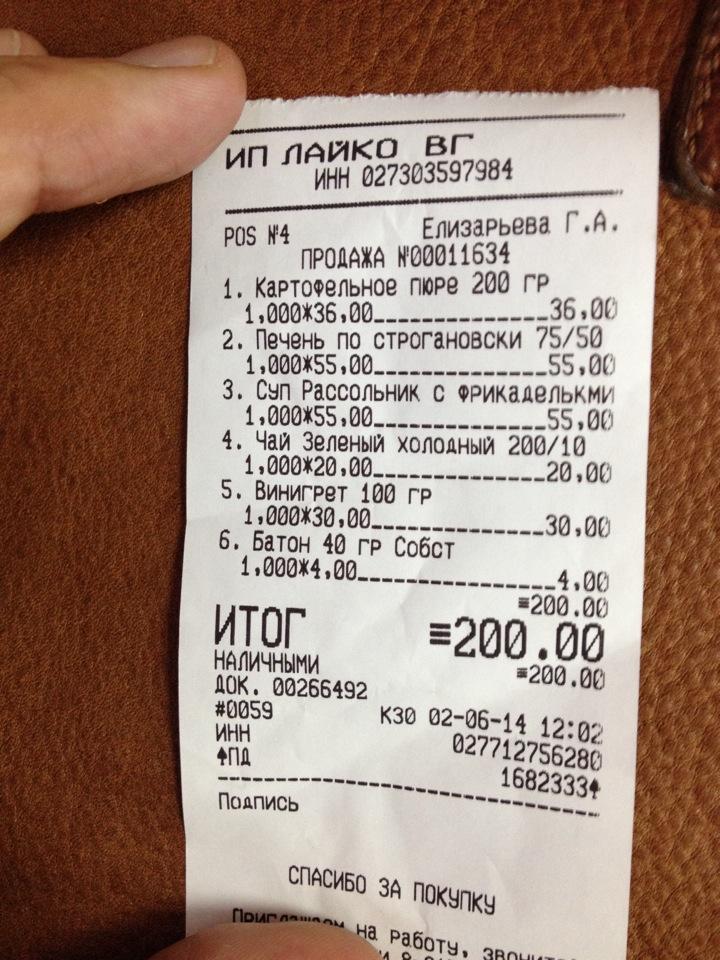 ИП ЛАЙКО ВГ
ИНН 027303597984
POS №4 Елизарьева Г.А.
ПРОДАЖА №00011634
1. Картофельное пюре 200 гр
1,000*36,00_______________36,00
2. Печень по строгановски 75/50
1,000*55,00_______________55,00
3. Суп Рассольник с фрикаделькми
1,000*55,00_______________55,00
4. Чай Зеленый холодный 200/10
1,000*20,00_______________20,00
5. Винигрет 100 гр
1,000*30,00_______________30,00
6. Батон 40 гр Собст
1,000*4,00_________________4,00
≡200.00
ИТОГ ≡200.00
НАЛИЧНЫМИ ≡200.00
ДОК. 00266492
#0059 К30 02-06-14 12:02
ИНН 027712756280
♠ПД 1682333♠
Подпись
СПАСИБО ЗА ПОКУПКУ
Приглашаем на работу,